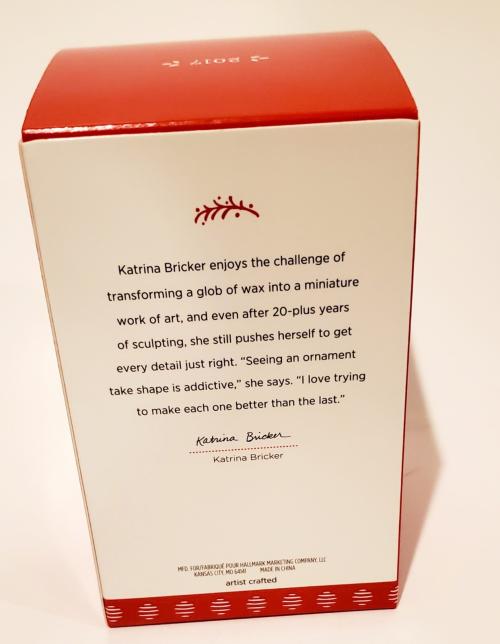 2017
Katrina Bricker enjoys the challenge of
transforming a glob of wax into a miniature
work of art, and even after 20-plus years
of sculpting, she still pushes herself to get
every detail just right. “Seeing an ornament
take shape is addictive,” she says. “I love trying
to make each one better than the last.”
Katrina Bricker
Katrina Bricker
MFD. FOR/FABRIQUÉ POUR HALLMARK MARKETING COMPANY, LLC
KANSAS CITY, MO 64141 MADE IN CHINA
artist crafted